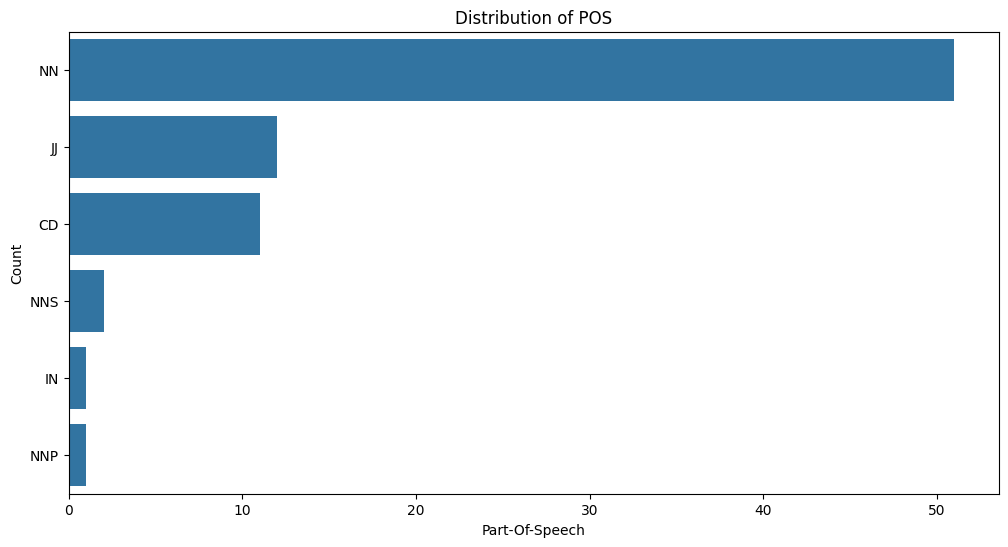 Distribution of POS
NN
JJ
CD
NNS
IN
NNP
Count
0 10 20 30 40 50
Part-Of-Speech